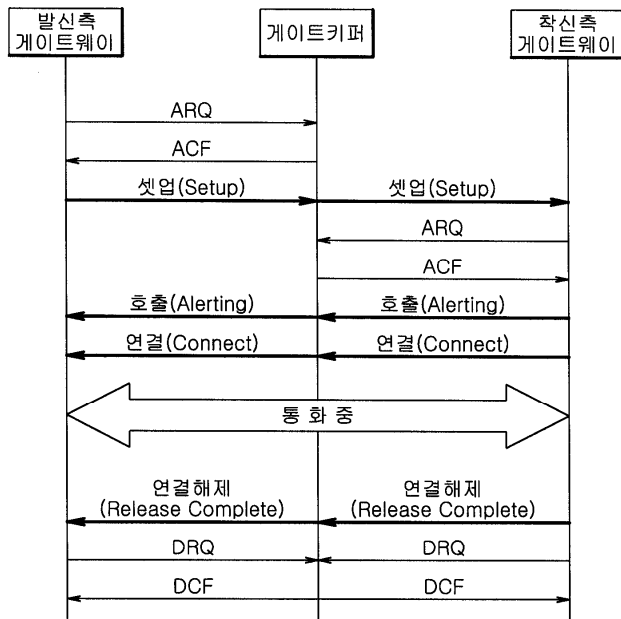 발신측
게이트웨이
게이트키퍼
착신측
게이트웨이
ARQ
ACF
셋업(Setup)
셋업(Setup)
ARQ
ACF
호출(Alerting)
호출(Alerting)
연결(Connect)
연결(Connect)
통 화 중
연결해제
(Release Complete)
연결해제
(Release Complete)
DRQ
DRQ
DCF
DCF